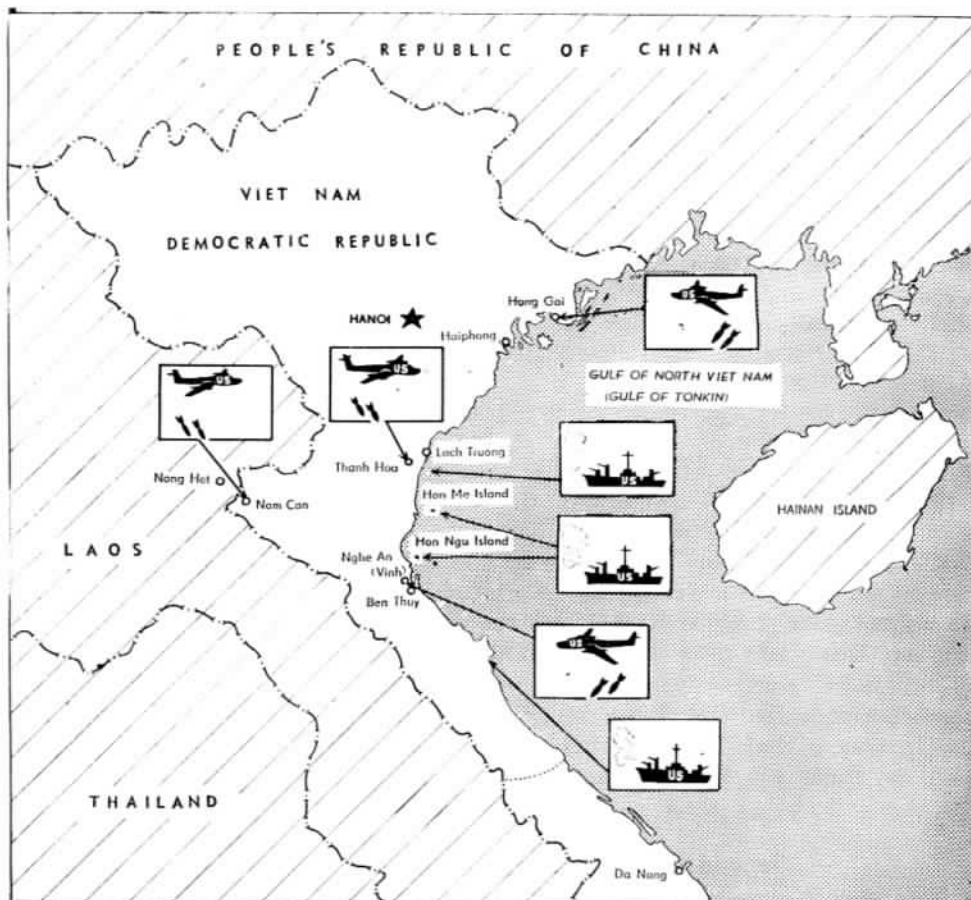 PEOPLE'S REPUBLIC OF CHINA
VIET NAM
DEMOCRATIC REPUBLIC
HANOI
Hong Gai
Haiphong
US
GULF OF NORTH VIET NAM
(GULF OF TONKIN)
US
US
Lach Truong
Thanh Hoa
US
Nong Het
Nam Can
Hon Me Island
HAINAN ISLAND
LAOS
Hon Ngu Island
US
Nghe An
(Vinh)
Ben Thuy
US
US
THAILAND
Da Nang